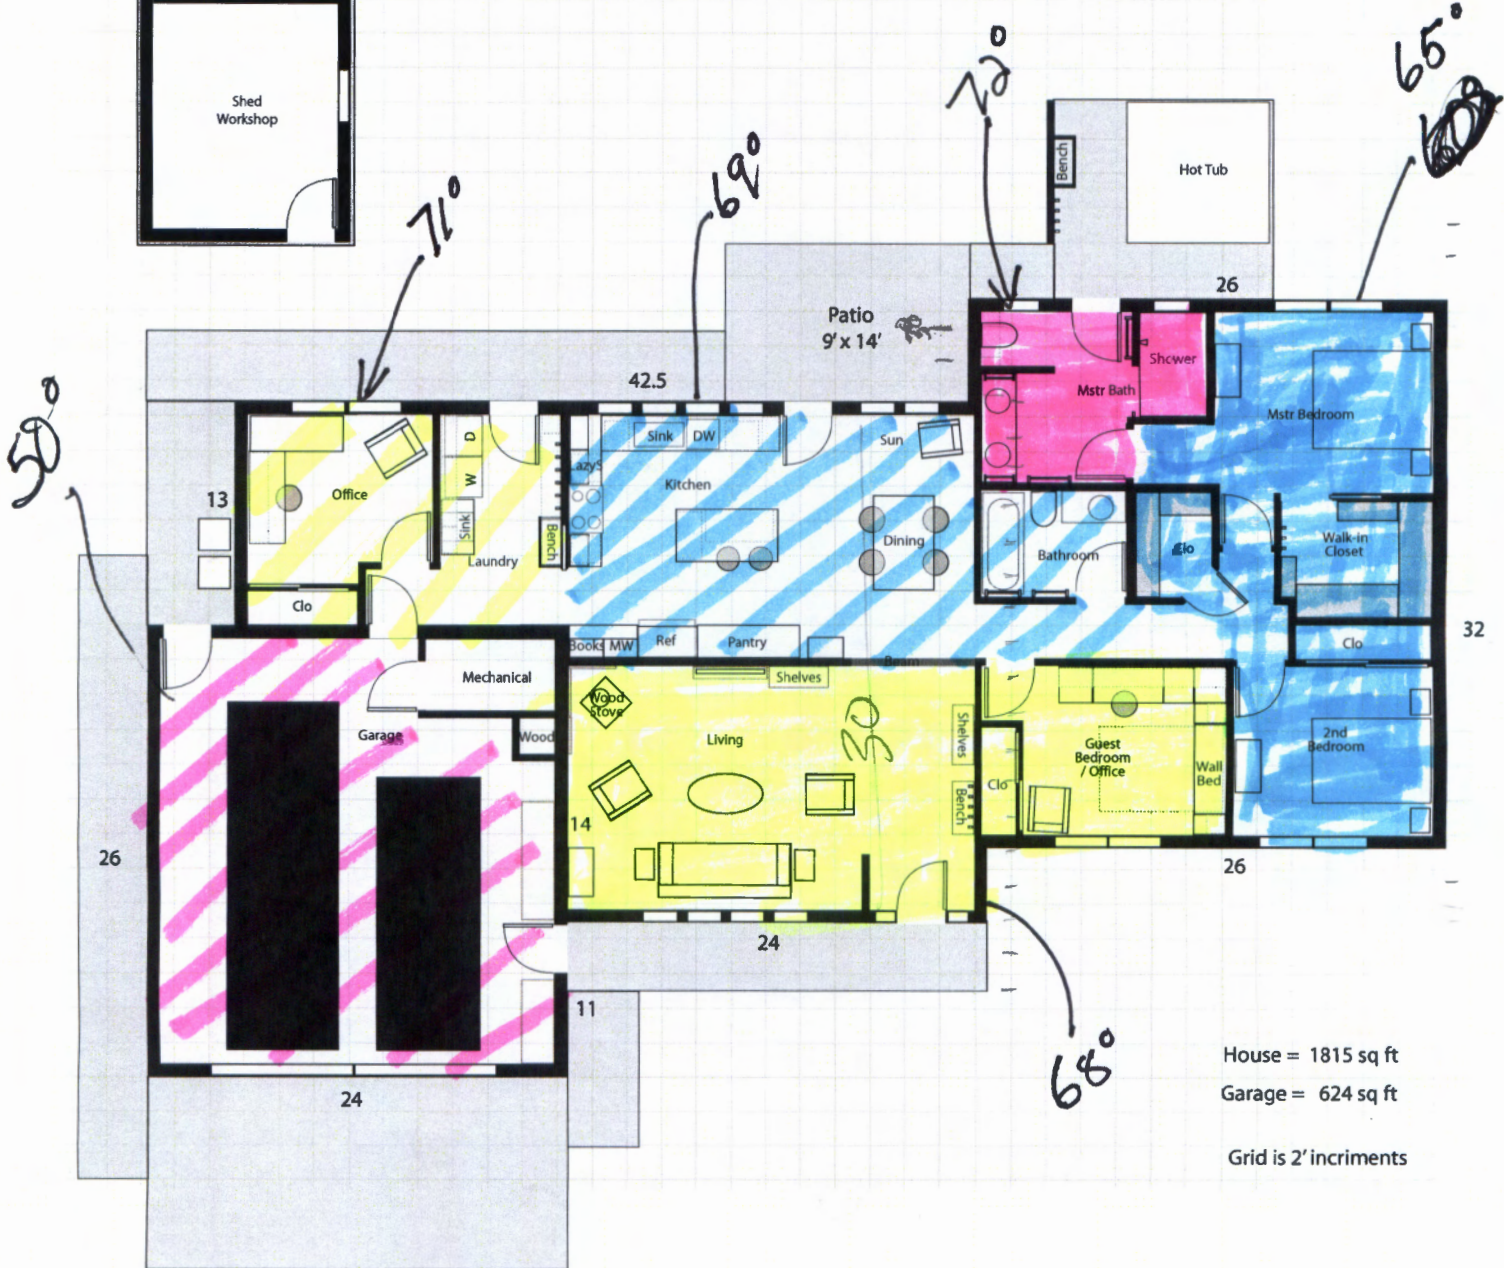 Shed
Workshop
71°
69°
72°
65°
Bench
Hot Tub
26
Patio
9' x 14'
42.5
50°
13
Office
D
W
Sink
Laundry
Bench
Clo
LazyS
Sink
DW
Kitchen
Sun
Dining
Mstr Bath
Shower
Mstr Bedroom
Bathroom
Clo
Walk-in
Closet
Clo
32
Books
MW
Ref
Pantry
Beam
Mechanical
Garage
Wood
Wood
Stove
Shelves
Living
30
Shelves
Bench
Clo
Guest
Bedroom
/ Office
Wall
Bed
2nd
Bedroom
14
26
26
24
11
24
68°
House = 1815 sq ft
Garage = 624 sq ft
Grid is 2' incriments